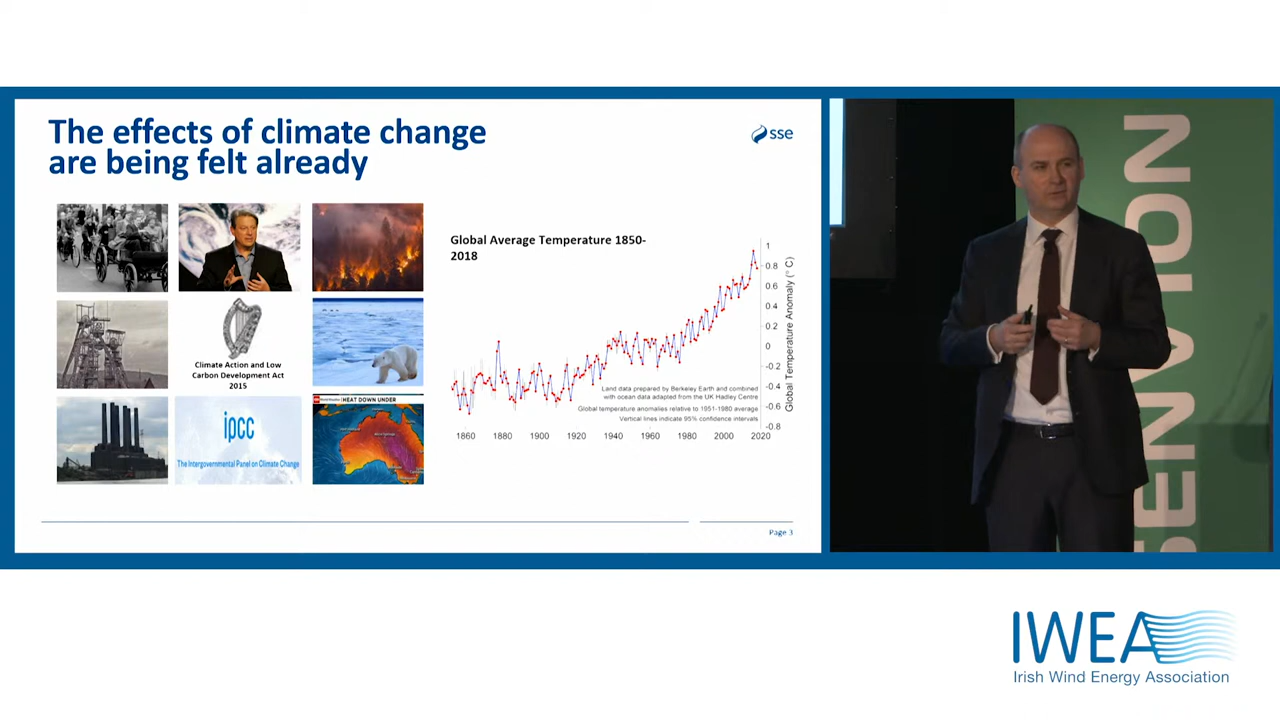 The effects of climate change
are being felt already
sse
Climate Action and Low
Carbon Development Act
2015
ipcc
The Intergovernmental Panel on Climate Change
HEAT DOWN UNDER
Global Average Temperature 1850-
2018
1
0.8
0.6
0.4
0.2
0
-0.2
-0.4
-0.6
-0.8
Global Temperature Anomaly (° C)
Land data prepared by Berkeley Earth and combined
with ocean data adapted from the UK Hadley Centre
Global temperature anomalies relative to 1951-1980 average
Vertical lines indicate 95% confidence intervals
1860 1880 1900 1920 1940 1960 1980 2000 2020
Page 3
GENVION
IWEA
Irish Wind Energy Association